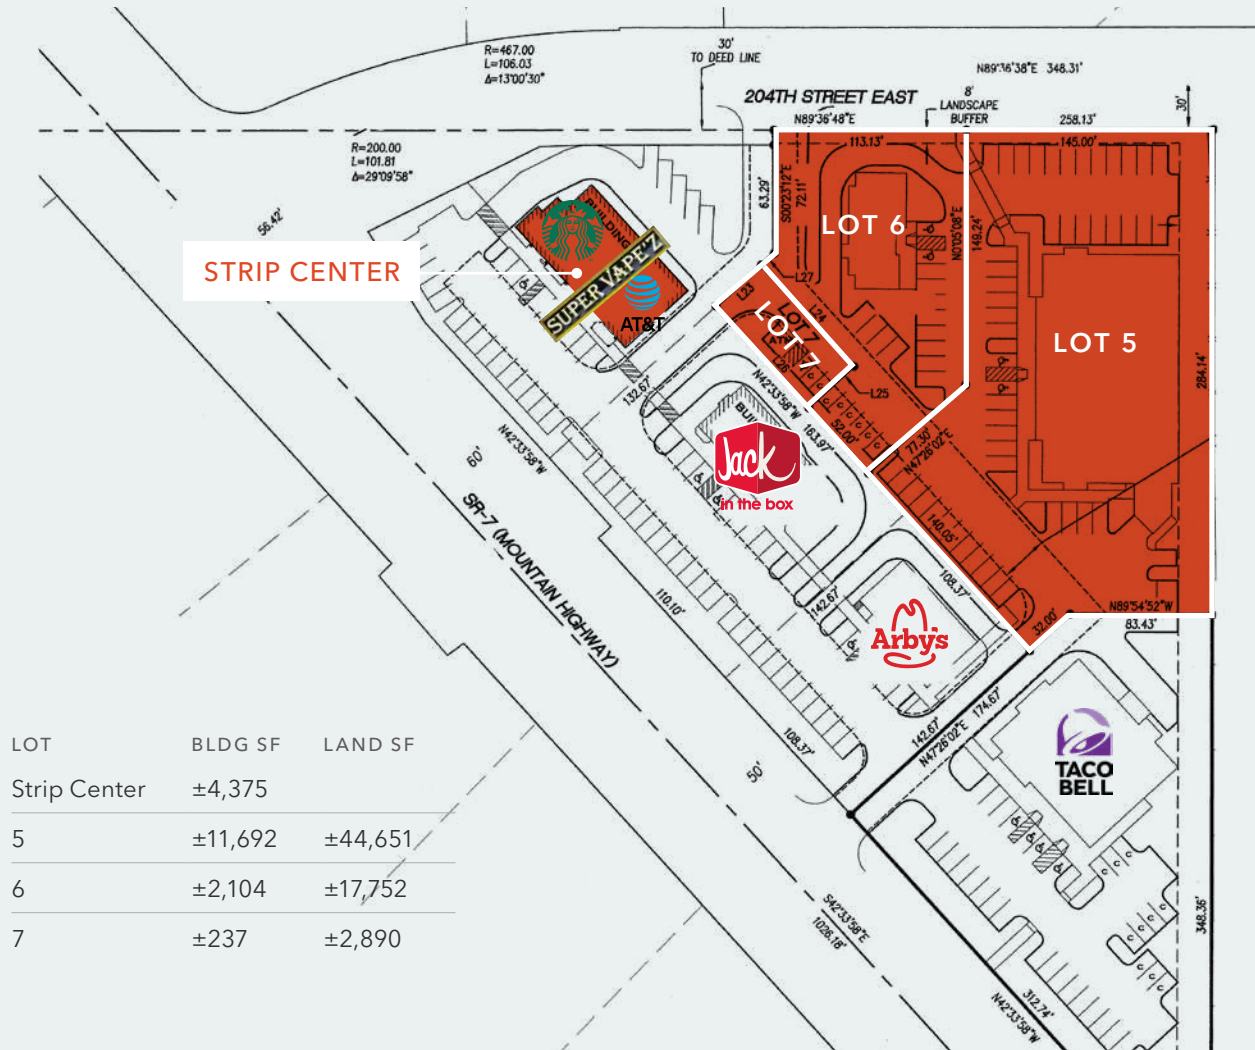 R=467.00
L=106.03
Δ=13°00'30"
30'
TO DEED LINE
N89°36'38"E 348.31'
204TH STREET EAST
N89°36'48"E
8'
LANDSCAPE
BUFFER
258.13'
30'
113.13'
145.00'
R=200.00
L=101.81
Δ=29°09'58"
56.42'
63.29'
S00°23'12"E
72.11'
N0°05'08"E
149.24'
LOT 6
STRIP CENTER
BUILDING
SUPER VAPE'Z
AT&T
L27
L23
L24
LOT 7
LOT 7
L26
L25
LOT 5
284.14'
132.67'
N42°33'58"W
163.97'
52.00'
77.30'
N47°26'02"E
N42°33'58"W
60'
Jack
in the box
SR-7 (MOUNTAIN HIGHWAY)
140.05'
110.10'
142.67'
108.37'
Arby's
32.00'
N89°54'52"W
83.43'
174.67'
142.67'
N47°26'02"E
108.37'
50'
TACO
BELL
S42°33'58"E
1026.18'
348.36'
312.74'
N42°33'58"W
LOT BLDG SF LAND SF
Strip Center ±4,375
5 ±11,692 ±44,651
6 ±2,104 ±17,752
7 ±237 ±2,890